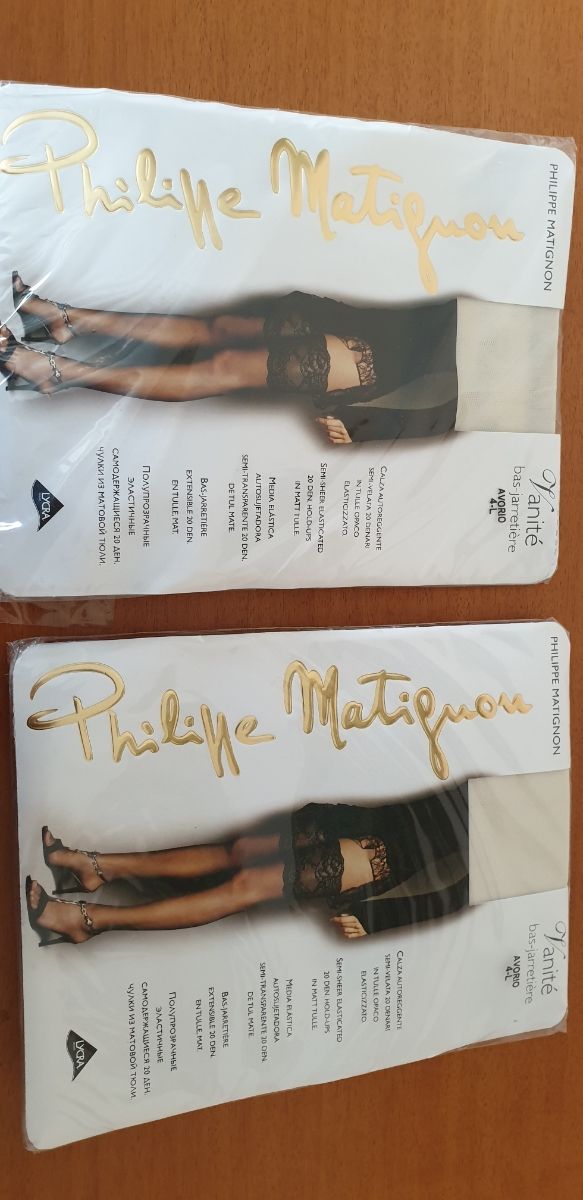 Philippe Matignon
PHILIPPE MATIGNON
Vanité
bas-jarretière
AVORIO
4-L
CALZA AUTOREGGENTE
SEMI-VELATA 20 DENARI
IN TULLE OPACO
ELASTICIZZATO.
SEMI-SHEER ELASTICATED
20 DEN. HOLD-UPS
IN MATT TULLE.
MEDIA ELÁSTICA
AUTOSUJETADORA
SEMI-TRANSPARENTE 20 DEN.
DE TUL MATE.
BAS-JARRETIÈRE
EXTENSIBLE 20 DEN.
EN TULLE MAT.
ПОЛУПРОЗРАЧНЫЕ
ЭЛАСТИЧНЫЕ
САМОДЕРЖАЩИЕСЯ 20 ДЕН.
ЧУЛКИ ИЗ МАТОВОЙ ТЮЛИ.
LYCRA
Philippe Matignon
PHILIPPE MATIGNON
Vanité
bas-jarretière
AVORIO
4-L
CALZA AUTOREGGENTE
SEMI-VELATA 20 DENARI
IN TULLE OPACO
ELASTICIZZATO.
SEMI-SHEER ELASTICATED
20 DEN. HOLD-UPS
IN MATT TULLE.
MEDIA ELÁSTICA
AUTOSUJETADORA
SEMI-TRANSPARENTE 20 DEN.
DE TUL MATE.
BAS-JARRETIÈRE
EXTENSIBLE 20 DEN.
EN TULLE MAT.
ПОЛУПРОЗРАЧНЫЕ
ЭЛАСТИЧНЫЕ
САМОДЕРЖАЩИЕСЯ 20 ДЕН.
ЧУЛКИ ИЗ МАТОВОЙ ТЮЛИ.
LYCRA